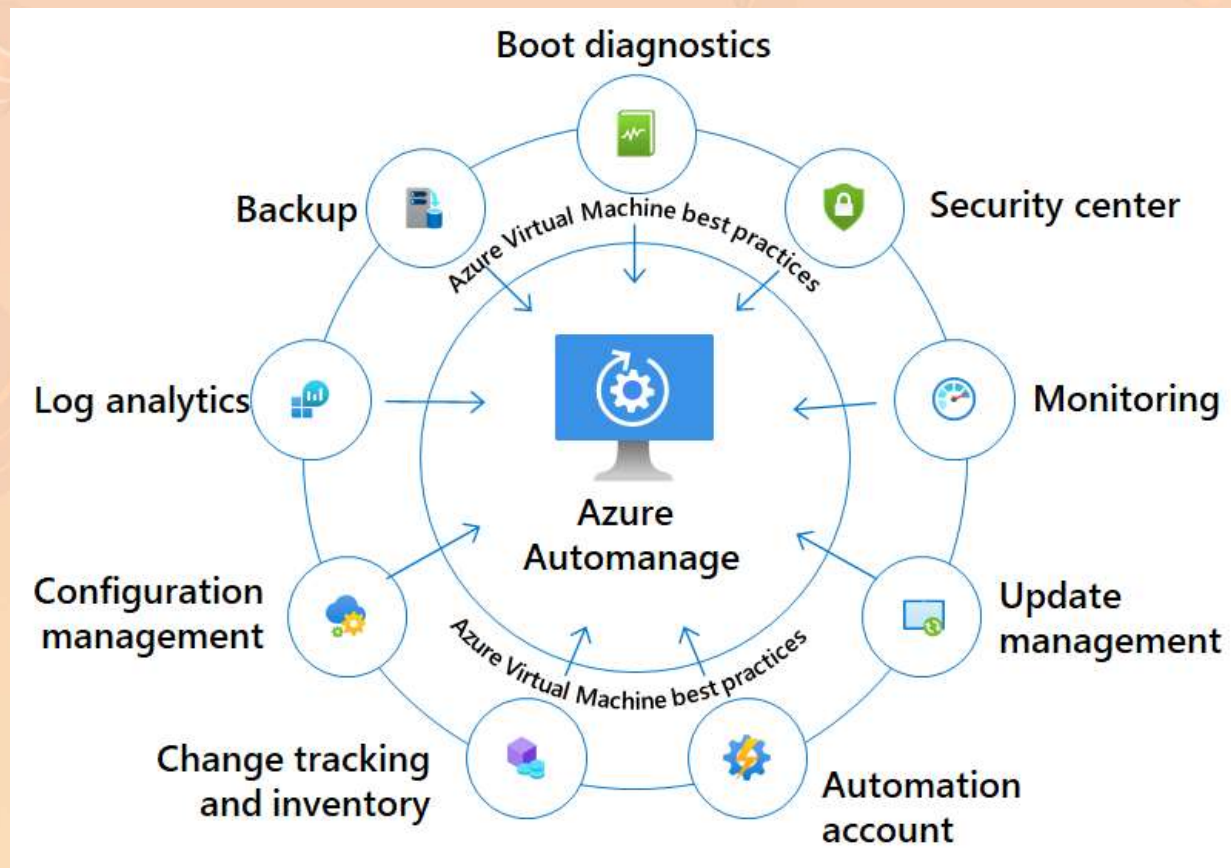 Boot diagnostics
Backup
Security center
Azure Virtual Machine best practices
Log analytics
Monitoring
Azure
Automanage
Configuration
management
Update
management
Azure Virtual Machine best practices
Change tracking
and inventory
Automation
account